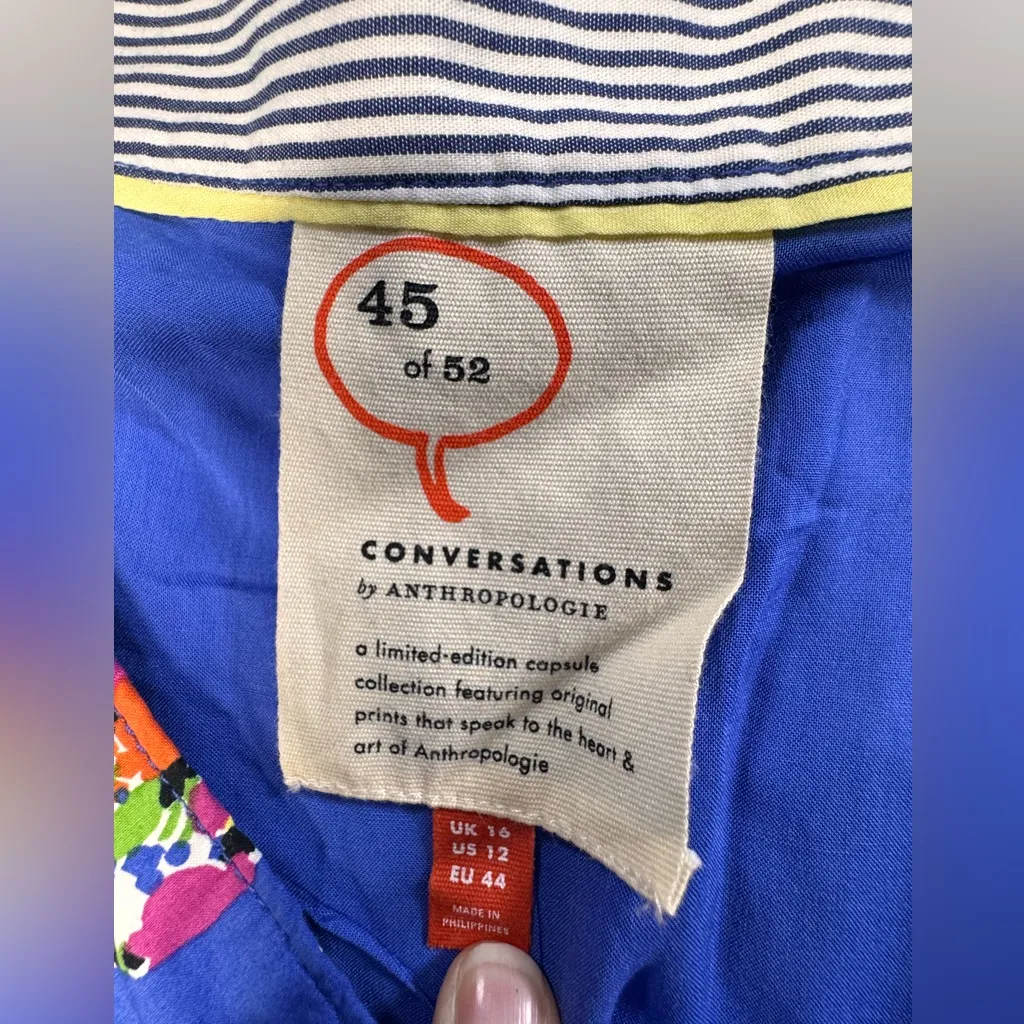 45
of 52
CONVERSATIONS
by ANTHROPOLOGIE
a limited-edition capsule
collection featuring original
prints that speak to the heart &
art of Anthropologie
UK 16
US 12
EU 44
MADE IN
PHILIPPINES